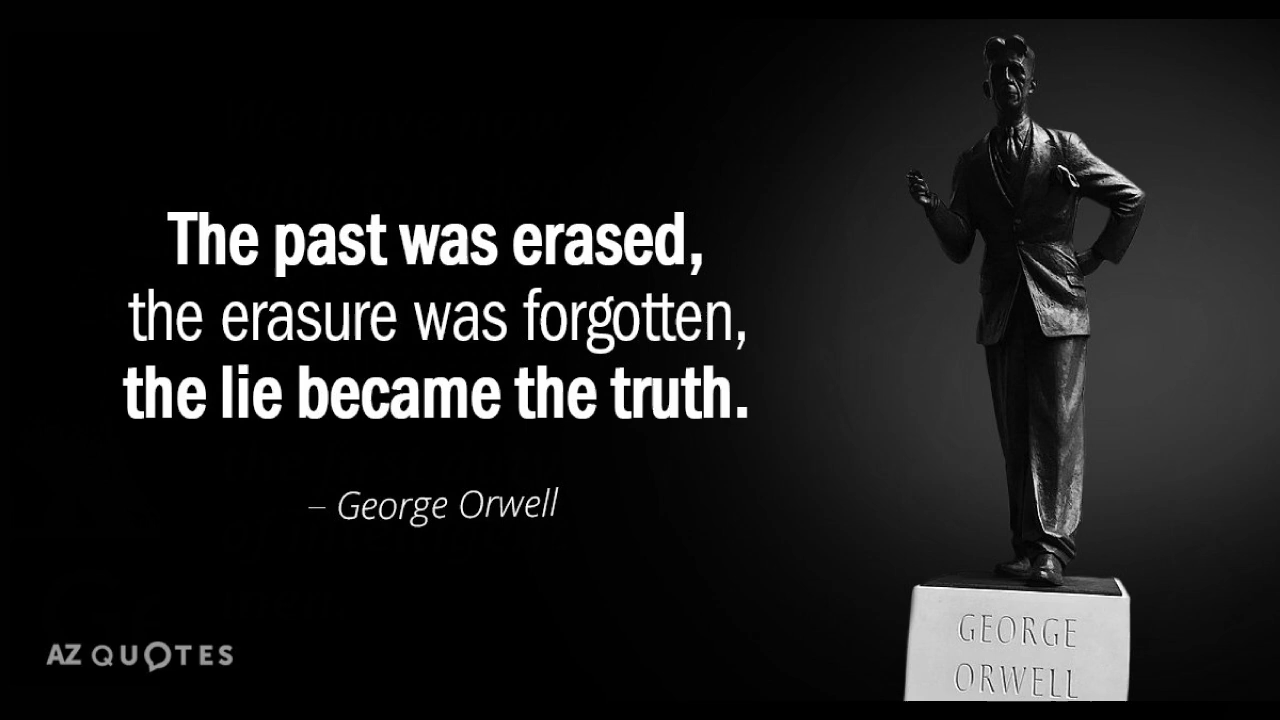 The past was erased,
the erasure was forgotten,
the lie became the truth.
– George Orwell
AZ QUOTES
GEORGE
ORWELL